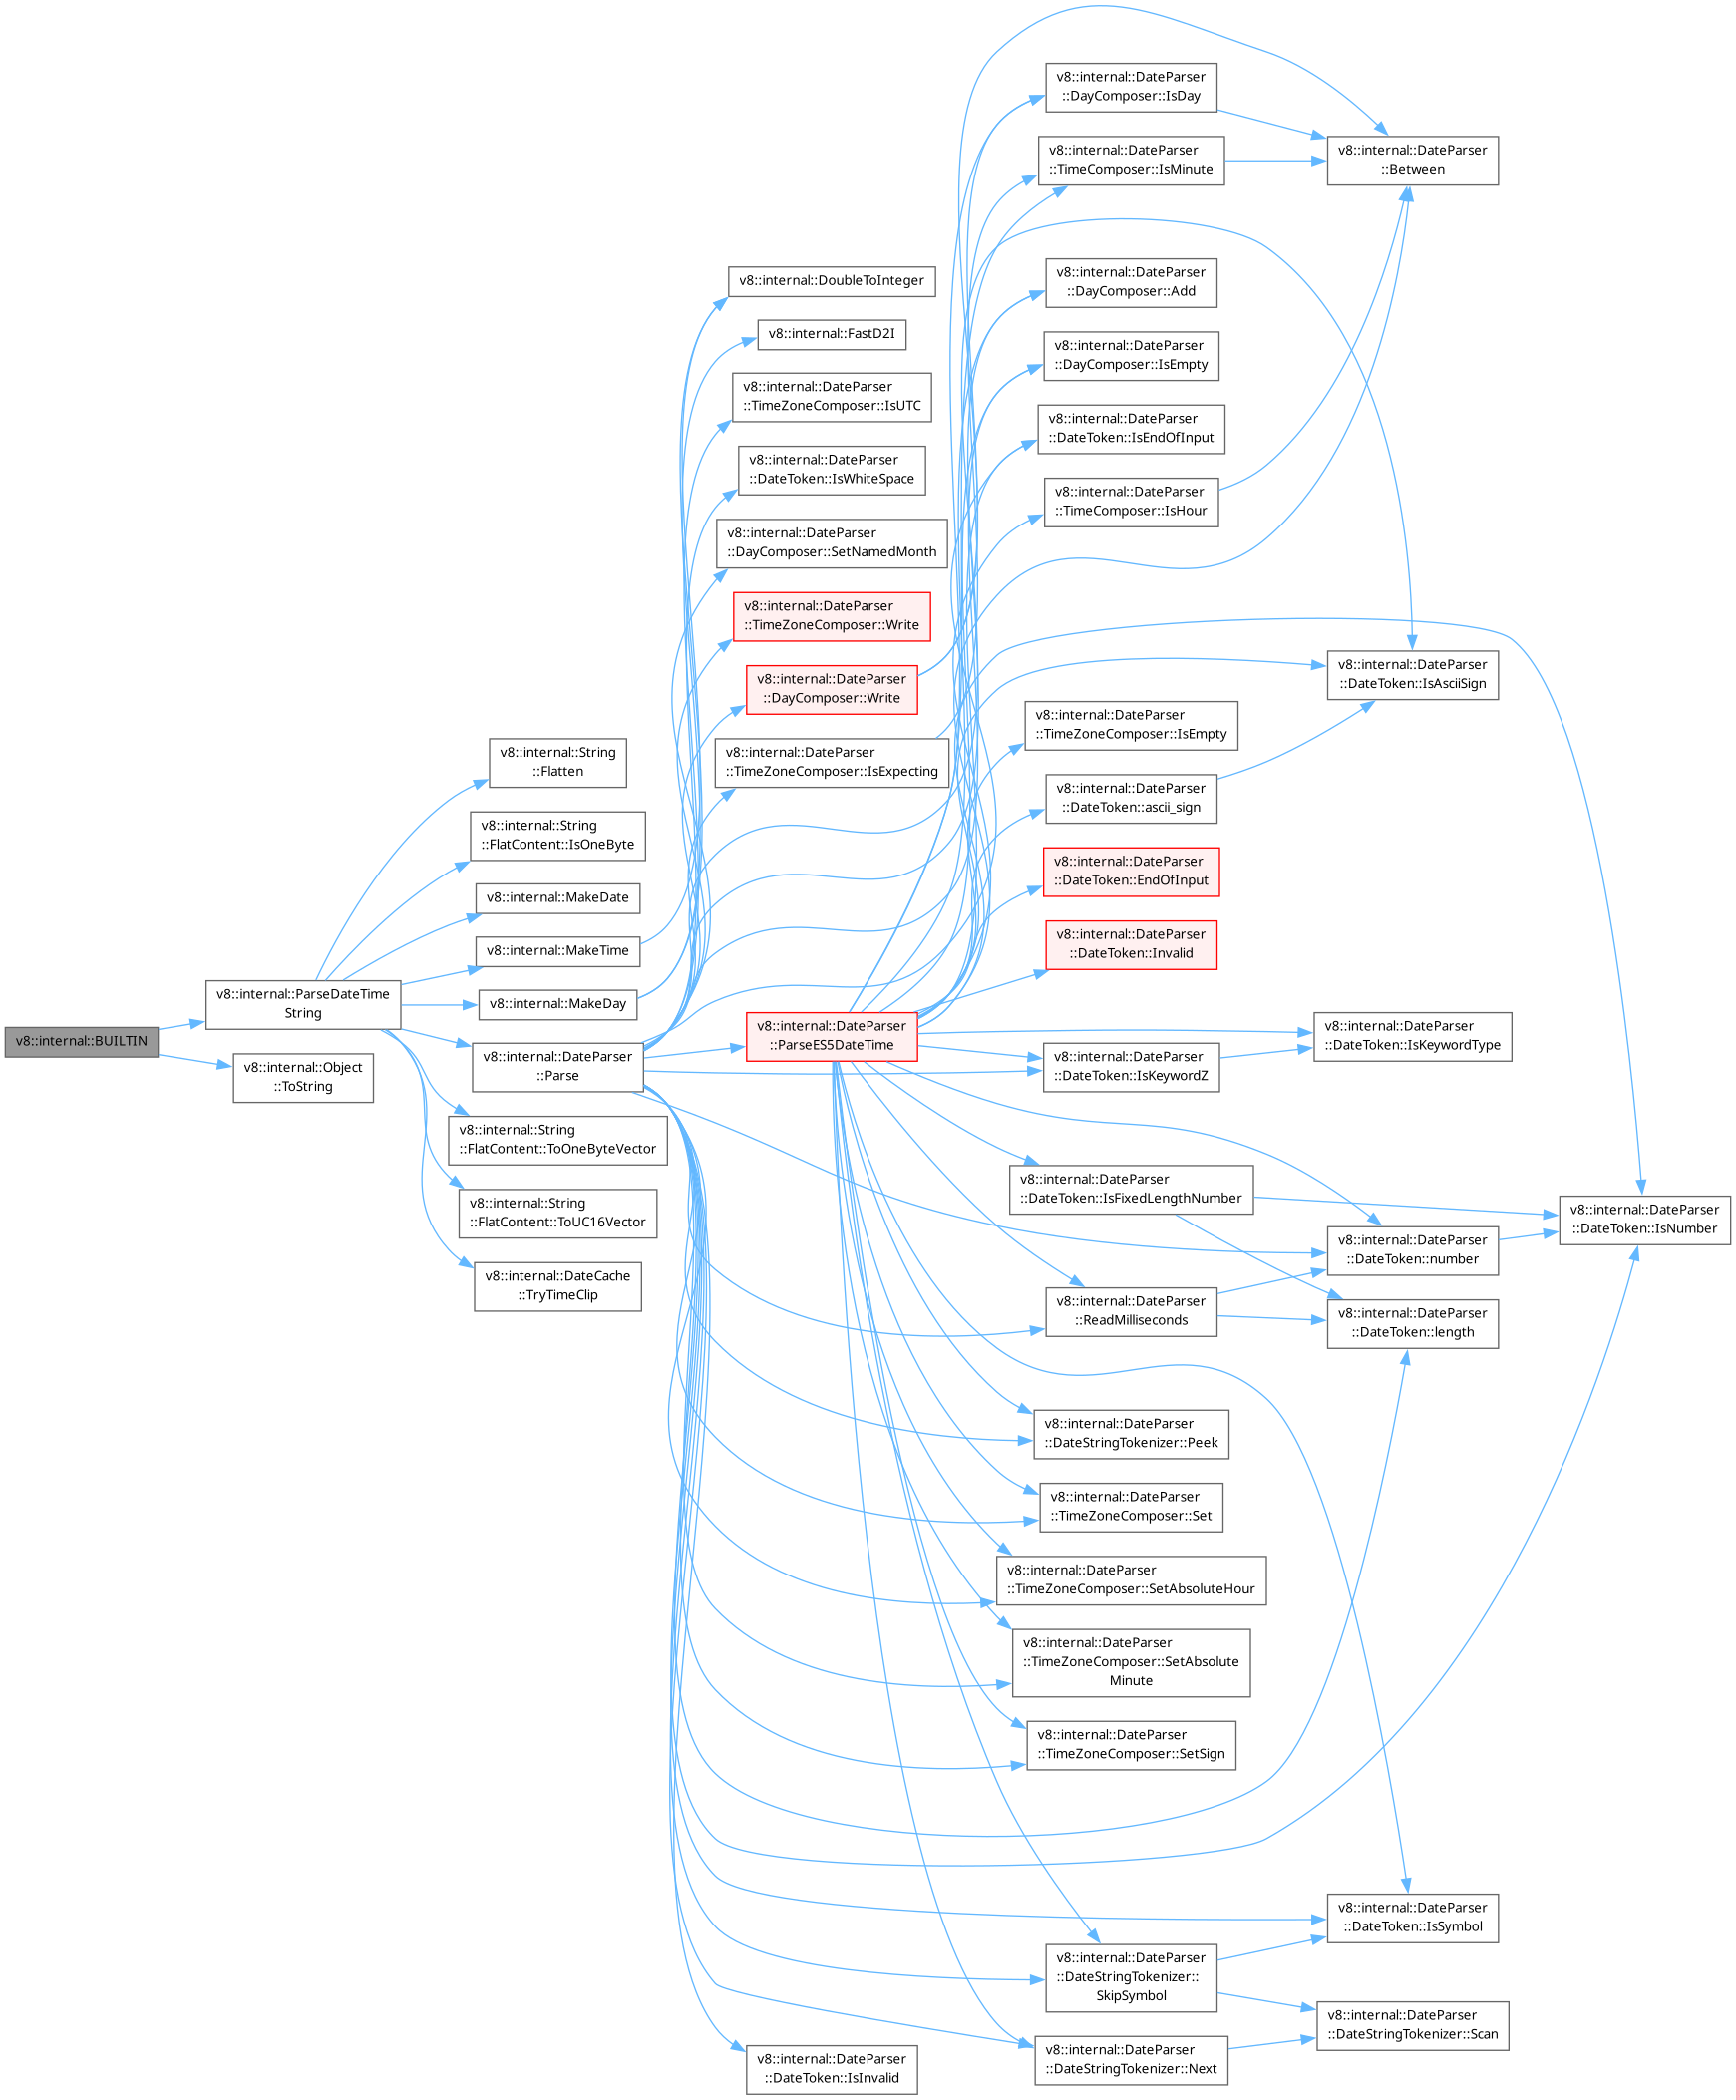 v8::internal::BUILTIN
v8::internal::ParseDateTime
String
v8::internal::Object
::ToString
v8::internal::String
::Flatten
v8::internal::String
::FlatContent::IsOneByte
v8::internal::MakeDate
v8::internal::MakeTime
v8::internal::MakeDay
v8::internal::DateParser
::Parse
v8::internal::String
::FlatContent::ToOneByteVector
v8::internal::String
::FlatContent::ToUC16Vector
v8::internal::DateCache
::TryTimeClip
v8::internal::DoubleToInteger
v8::internal::FastD2I
v8::internal::DateParser
::TimeZoneComposer::IsUTC
v8::internal::DateParser
::DateToken::IsWhiteSpace
v8::internal::DateParser
::DayComposer::SetNamedMonth
v8::internal::DateParser
::TimeZoneComposer::Write
v8::internal::DateParser
::DayComposer::Write
v8::internal::DateParser
::TimeZoneComposer::IsExpecting
v8::internal::DateParser
::ParseES5DateTime
v8::internal::DateParser
::DateToken::IsInvalid
v8::internal::DateParser
::DayComposer::IsDay
v8::internal::DateParser
::TimeComposer::IsMinute
v8::internal::DateParser
::DayComposer::Add
v8::internal::DateParser
::DayComposer::IsEmpty
v8::internal::DateParser
::DateToken::IsEndOfInput
v8::internal::DateParser
::TimeComposer::IsHour
v8::internal::DateParser
::TimeZoneComposer::IsEmpty
v8::internal::DateParser
::DateToken::ascii_sign
v8::internal::DateParser
::DateToken::EndOfInput
v8::internal::DateParser
::DateToken::Invalid
v8::internal::DateParser
::DateToken::IsKeywordZ
v8::internal::DateParser
::DateToken::IsFixedLengthNumber
v8::internal::DateParser
::ReadMilliseconds
v8::internal::DateParser
::DateStringTokenizer::Peek
v8::internal::DateParser
::TimeZoneComposer::Set
v8::internal::DateParser
::TimeZoneComposer::SetAbsoluteHour
v8::internal::DateParser
::TimeZoneComposer::SetAbsolute
Minute
v8::internal::DateParser
::TimeZoneComposer::SetSign
v8::internal::DateParser
::DateStringTokenizer::
SkipSymbol
v8::internal::DateParser
::DateStringTokenizer::Next
v8::internal::DateParser
::Between
v8::internal::DateParser
::DateToken::IsAsciiSign
v8::internal::DateParser
::DateToken::IsKeywordType
v8::internal::DateParser
::DateToken::number
v8::internal::DateParser
::DateToken::length
v8::internal::DateParser
::DateToken::IsSymbol
v8::internal::DateParser
::DateStringTokenizer::Scan
v8::internal::DateParser
::DateToken::IsNumber